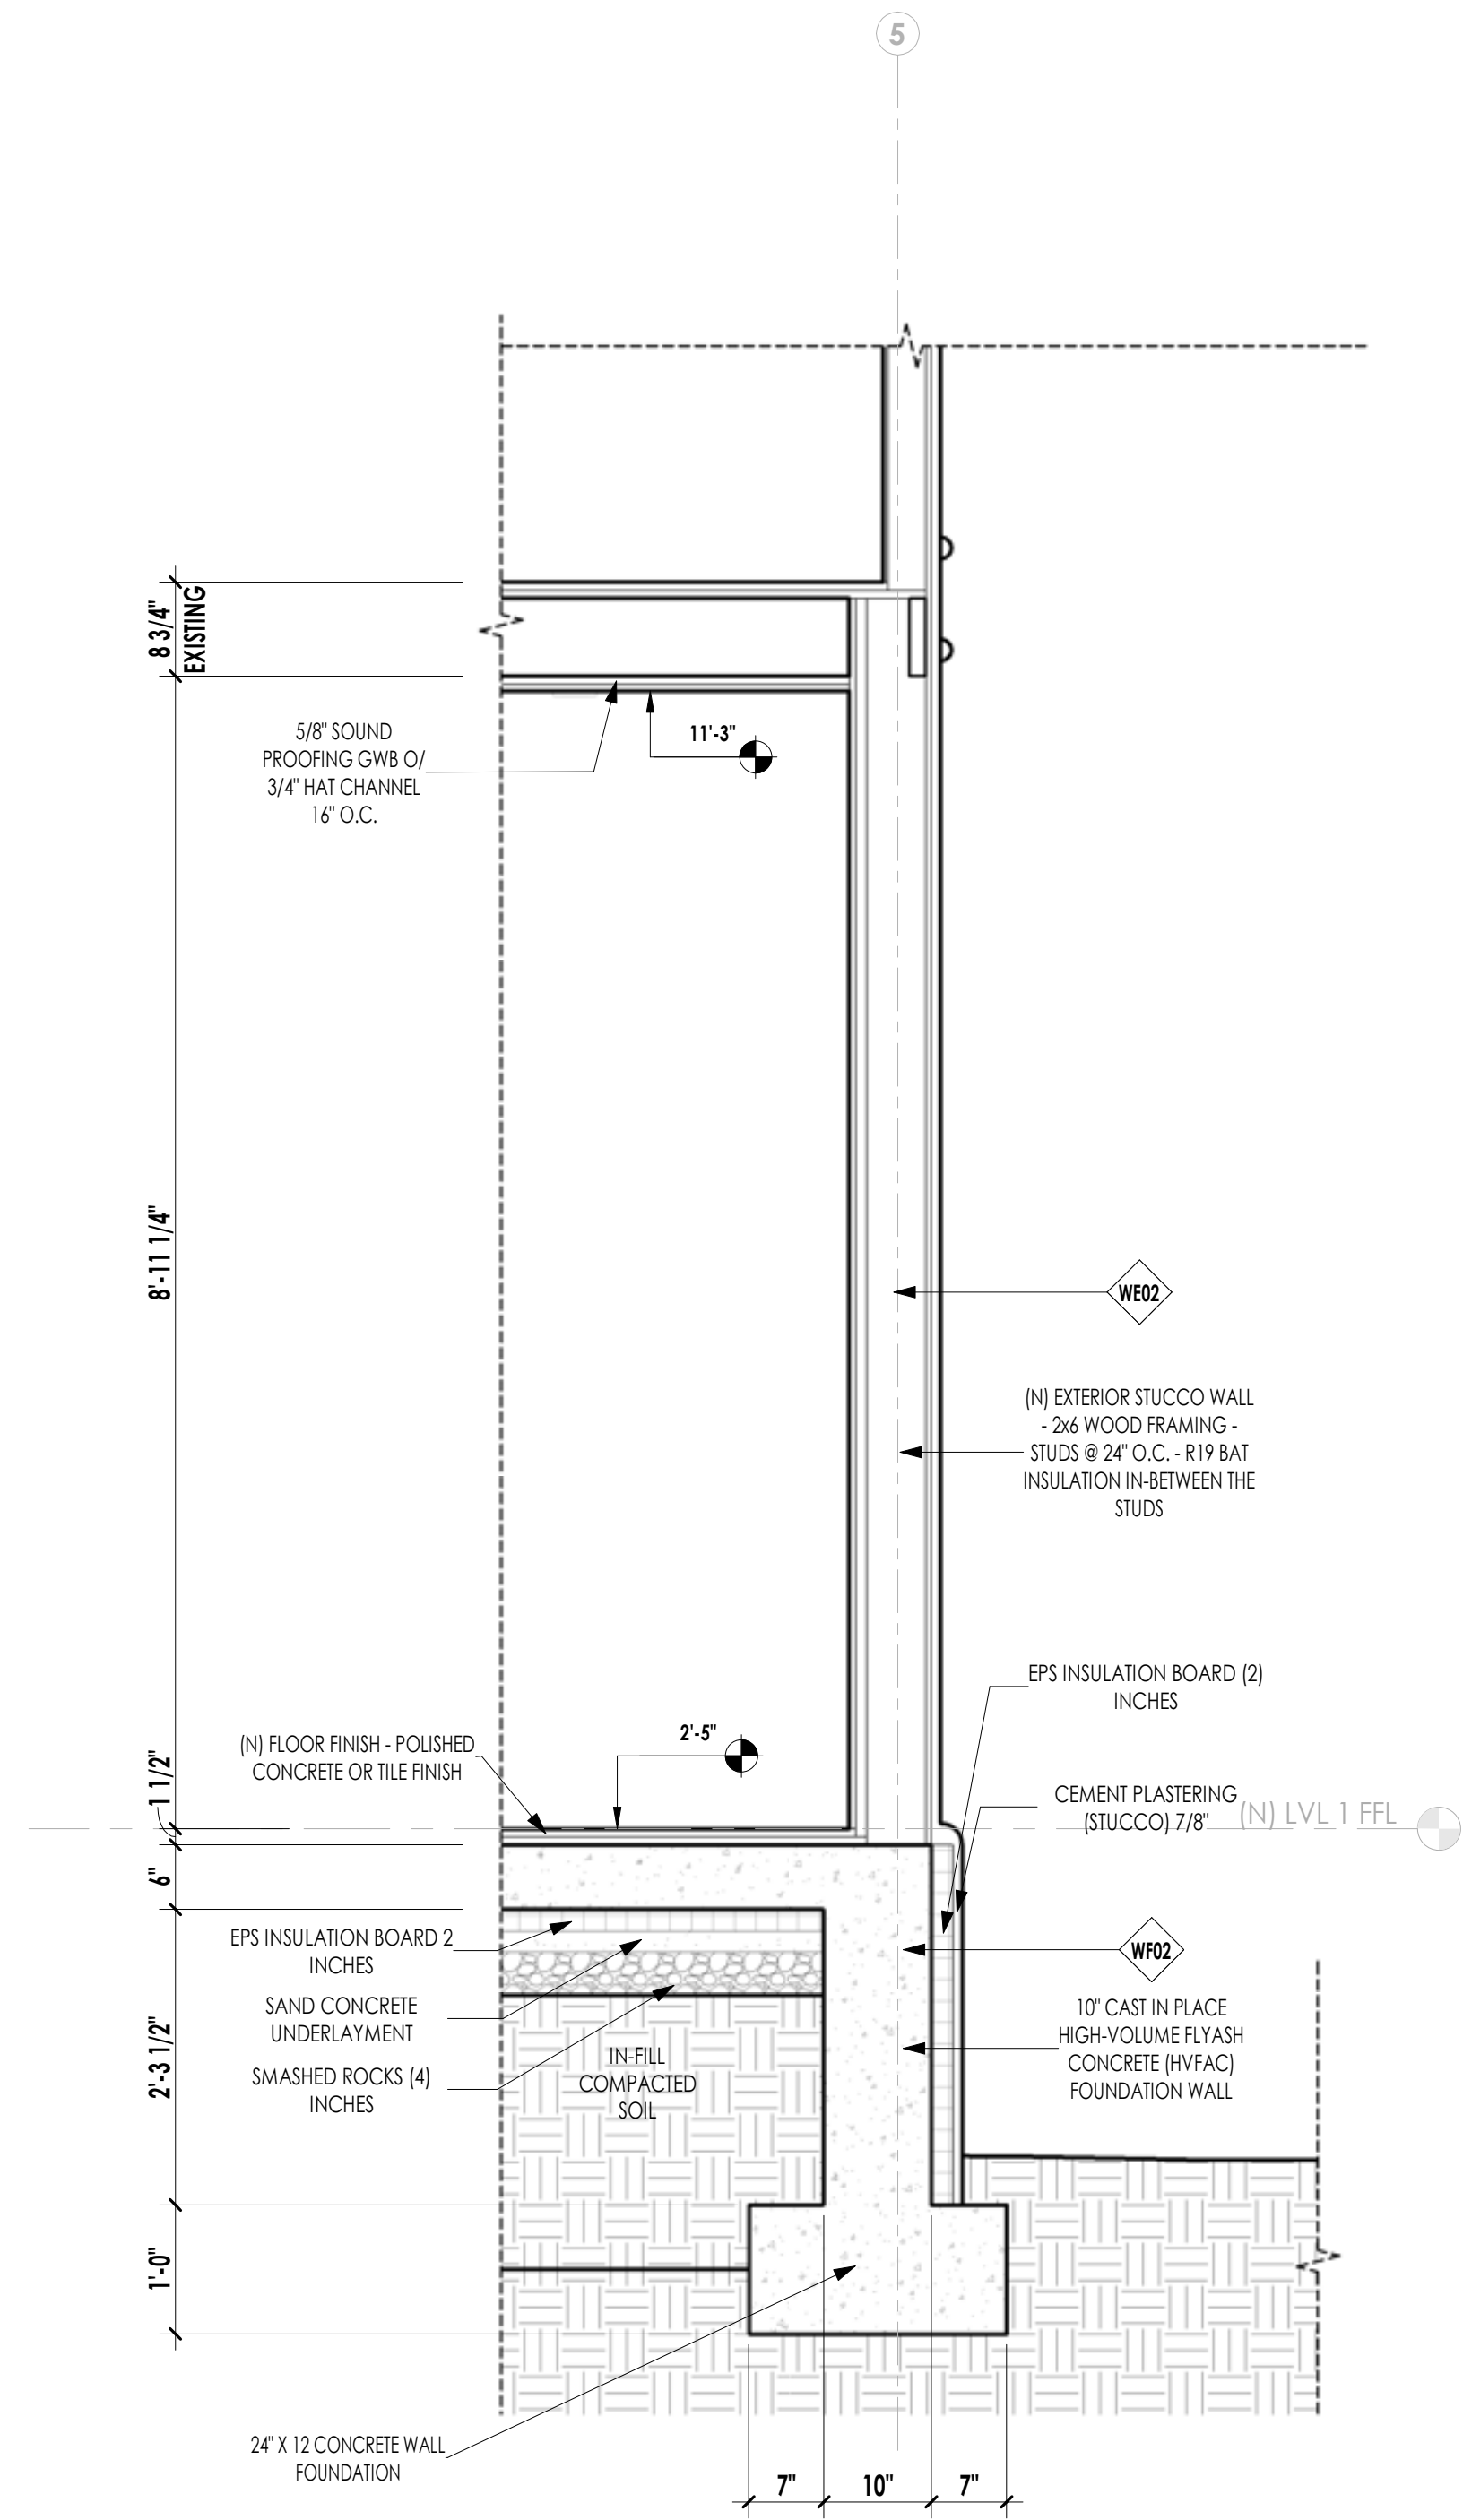 5
8 3/4"
EXISTING
5/8" SOUND
PROOFING GWB O/
3/4" HAT CHANNEL
16" O.C.
11'-3"
8'-11 1/4"
WE02
(N) EXTERIOR STUCCO WALL
- 2x6 WOOD FRAMING -
STUDS @ 24" O.C. - R19 BAT
INSULATION IN-BETWEEN THE
STUDS
EPS INSULATION BOARD (2)
INCHES
(N) FLOOR FINISH - POLISHED
CONCRETE OR TILE FINISH
2'-5"
1 1/2"
CEMENT PLASTERING
(STUCCO) 7/8"
(N) LVL 1 FFL
6"
EPS INSULATION BOARD 2
INCHES
SAND CONCRETE
UNDERLAYMENT
SMASHED ROCKS (4)
INCHES
IN-FILL
COMPACTED
SOIL
WF02
10" CAST IN PLACE
HIGH-VOLUME FLYASH
CONCRETE (HVFAC)
FOUNDATION WALL
2'-3 1/2"
1'-0"
24" X 12 CONCRETE WALL
FOUNDATION
7"
10"
7"